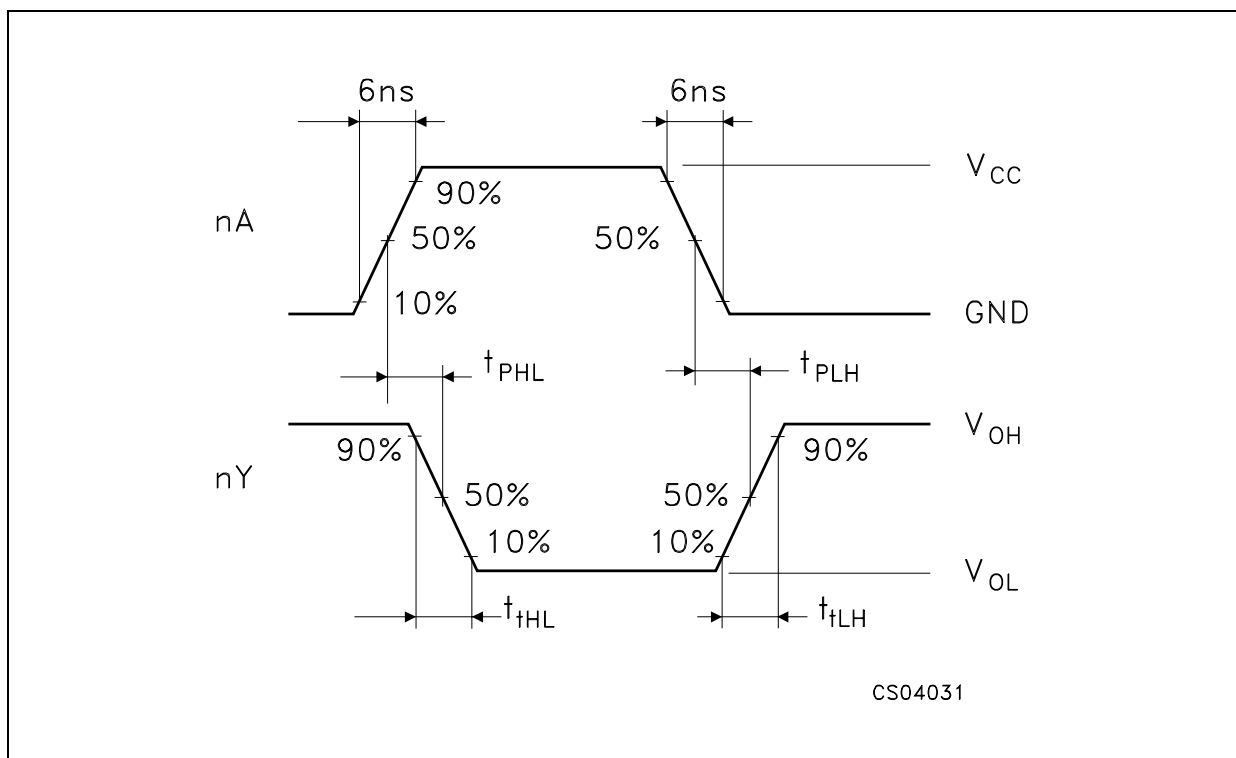 6ns 6ns
V_CC
90%
nA
50% 50%
10%
GND
t_PHL t_PLH
V_OH
90% 90%
nY
50% 50%
10% 10%
V_OL
t_tHL t_tLH
CS04031